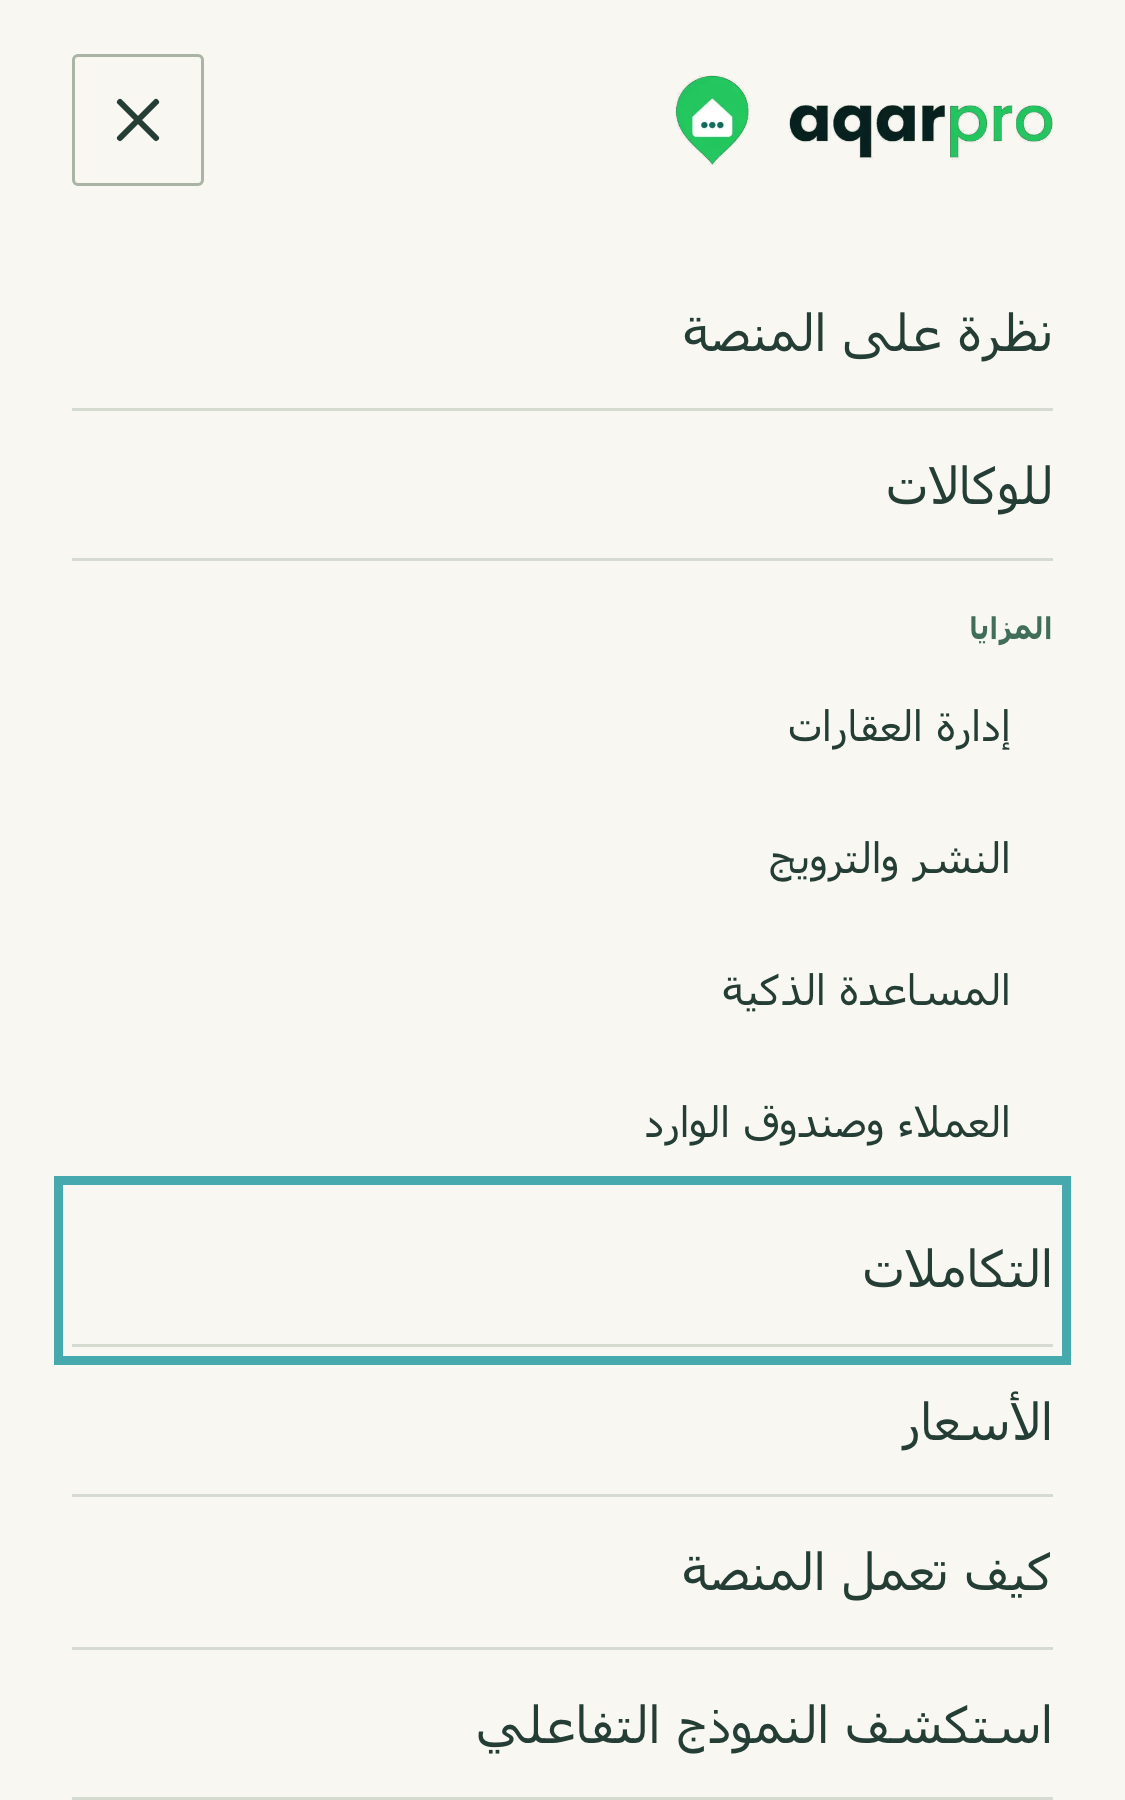 aqarpro
نظرة على المنصة
للوكالات
المزايا
إدارة العقارات
النشر والترويج
المساعدة الذكية
العملاء وصندوق الوارد
التكاملات
الأسعار
كيف تعمل المنصة
استكشف النموذج التفاعلي